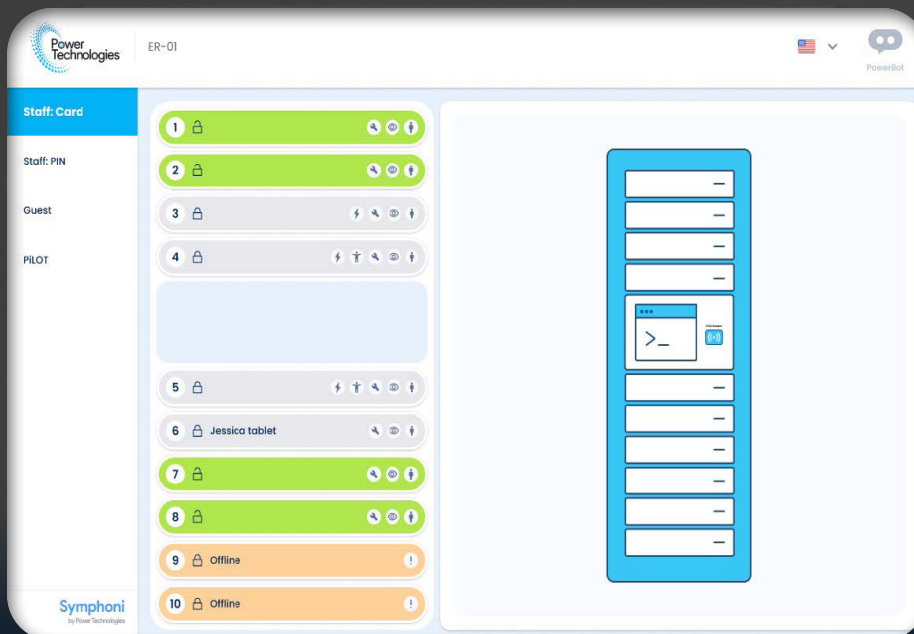 Power
Technologies
ER-01
PowerBot
Staff: Card
Staff: PIN
Guest
PiLOT
1
2
3
4
5
6 Jessica tablet
7
8
9 Offline
10 Offline
>_
Symphoni
by Power Technologies